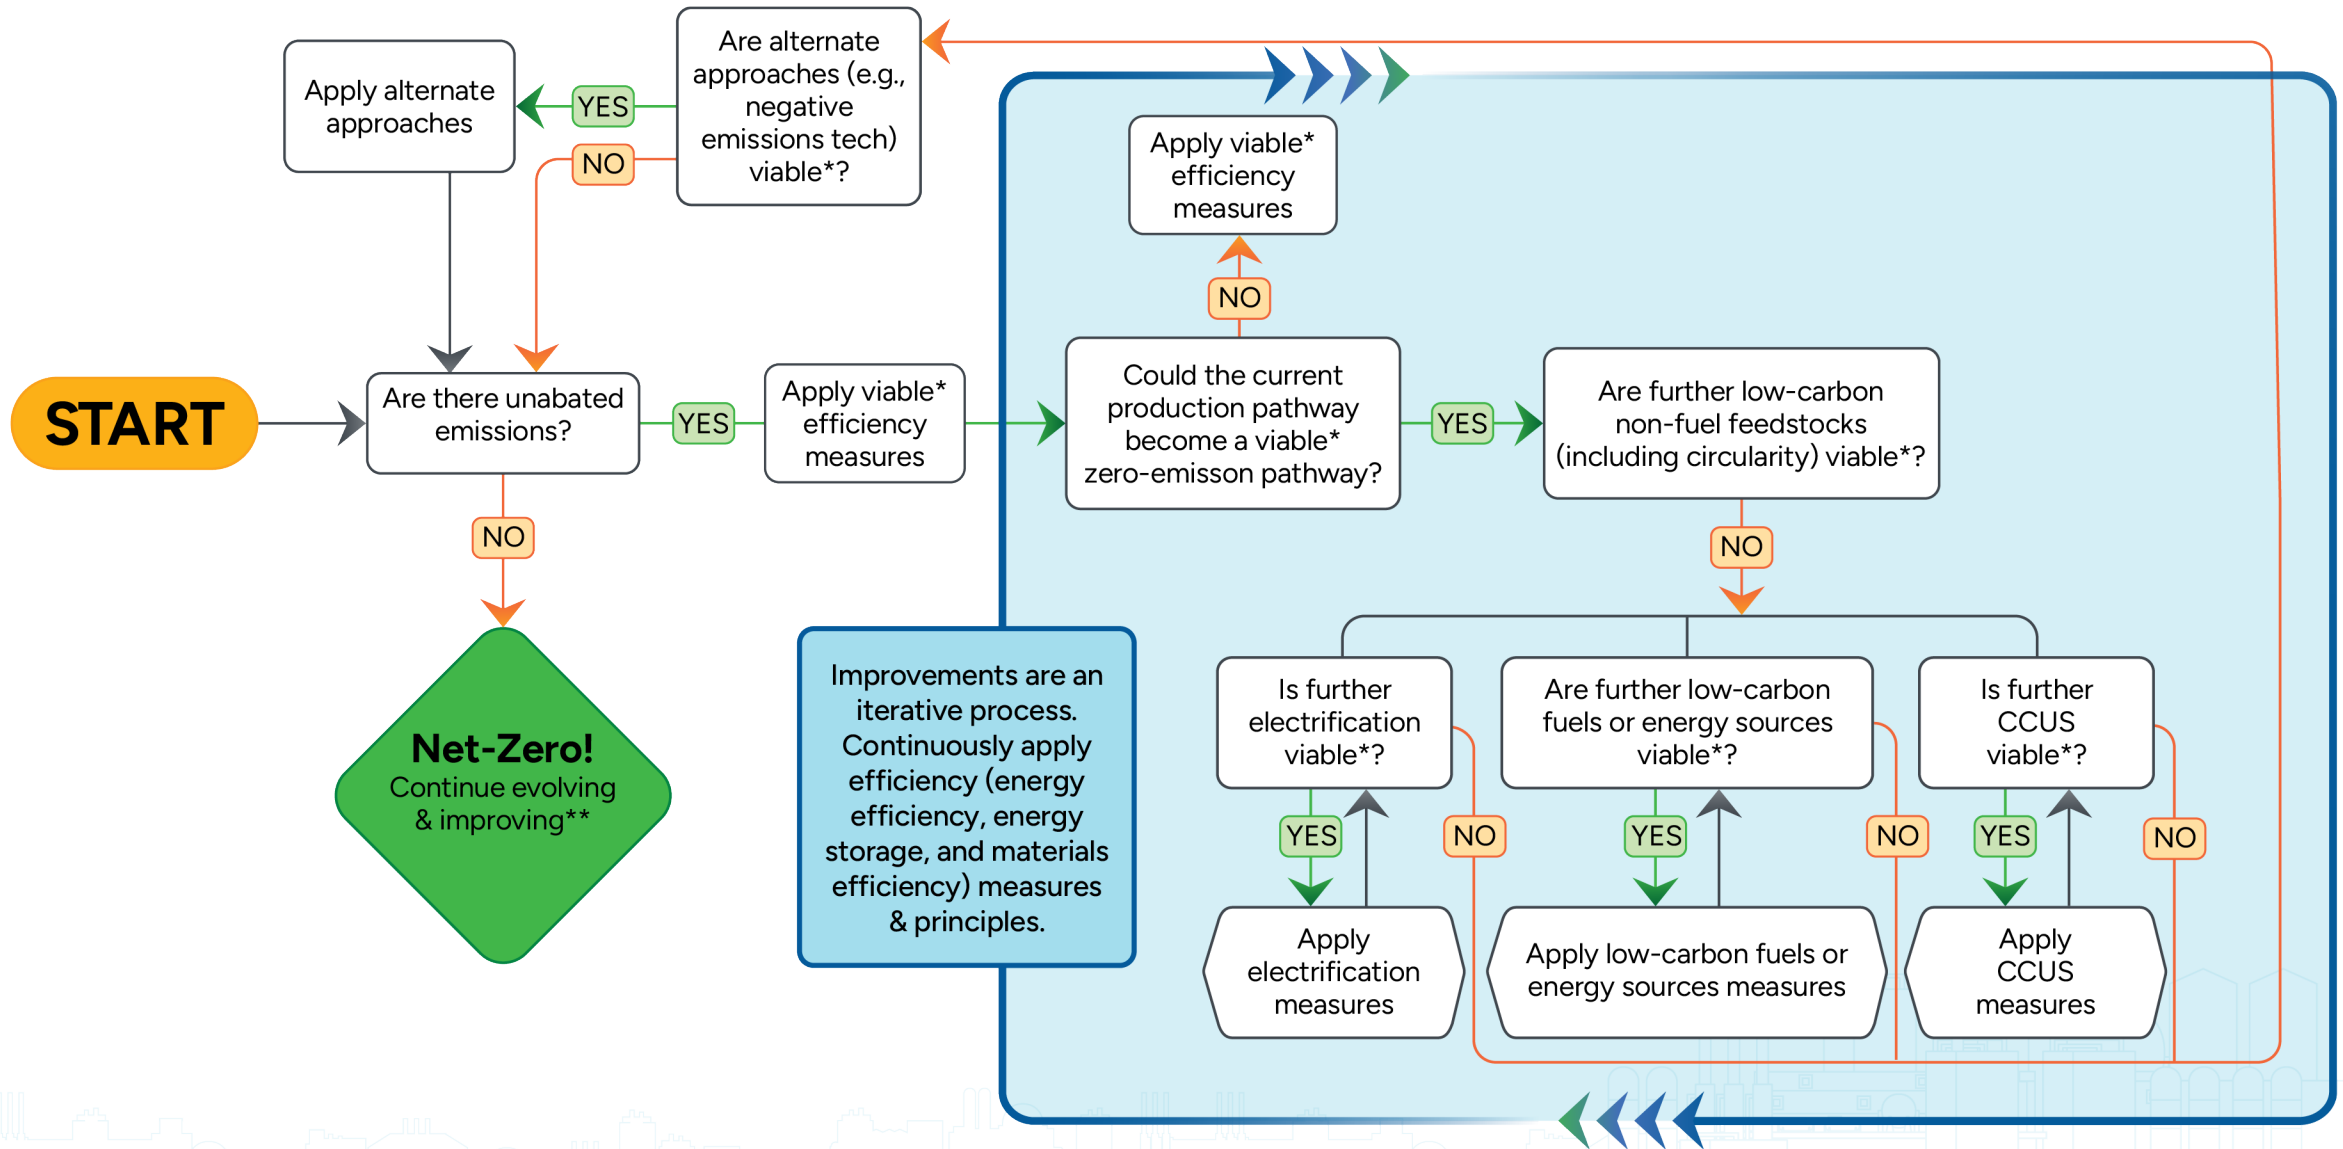 Are alternate
approaches (e.g.,
negative
emissions tech)
viable*?
Apply alternate
approaches
YES
NO
START
Are there unabated
emissions?
YES
Apply viable*
efficiency
measures
NO
Net-Zero!
Continue evolving
& improving**
Improvements are an
iterative process.
Continuously apply
efficiency (energy
efficiency, energy
storage, and materials
efficiency) measures
& principles.
Apply viable*
efficiency
measures
NO
Could the current
production pathway
become a viable*
zero-emisson pathway?
YES
Are further low-carbon
non-fuel feedstocks
(including circularity) viable*?
NO
Is further
electrification
viable*?
YES
NO
Apply
electrification
measures
Are further low-carbon
fuels or energy sources
viable*?
YES
NO
Apply low-carbon fuels or
energy sources measures
Is further
CCUS
viable*?
YES
NO
Apply
CCUS
measures